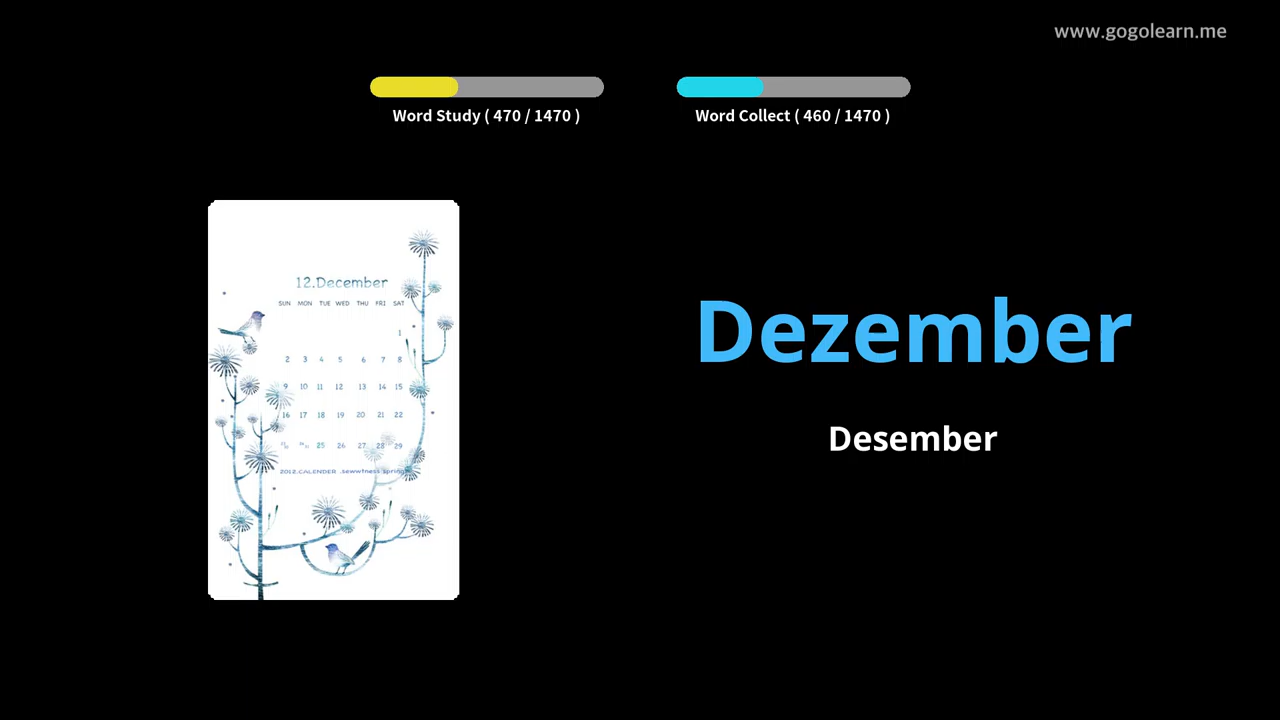 www.gogolearn.me
Word Study ( 470 / 1470 )
Word Collect ( 460 / 1470 )
12.December
SUN MON TUE WED THU FRI SAT
1
2 3 4 5 6 7 8
9 10 11 12 13 14 15
16 17 18 19 20 21 22
25 26 27 28 29
2012.CALENDER
Dezember
Desember